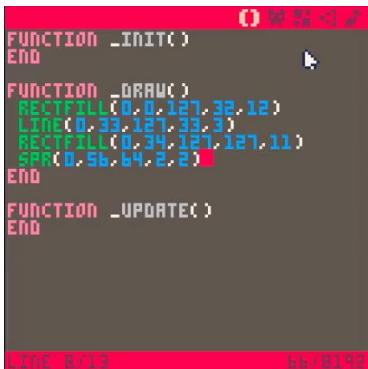 FUNCTION _INIT()
END

FUNCTION _DRAW()
 RECTFILL(0,0,127,32,12)
 LINE(0,33,127,33,3)
 RECTFILL(0,34,127,127,11)
 SPR(0,56,64,2,2)
END

FUNCTION _UPDATE()
END
LINE 8/13 66/8192